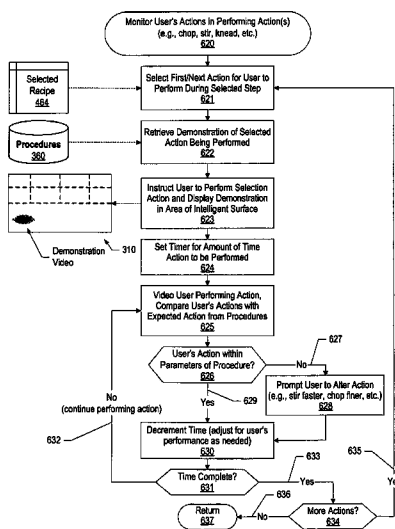 Monitor User's Actions in Performing Action(s)
(e.g., chop, stir, knead, etc.)
620
Selected
Recipe
464
Select First/Next Action for User to
Perform During Selected Step
621
Procedures
360
Retrieve Demonstration of Selected
Action Being Performed
622
Instruct User to Perform Selection
Action and Display Demonstration
in Area of Intelligent Surface
623
310
Demonstration
Video
Set Timer for Amount of Time
Action to be Performed
624
Video User Performing Action,
Compare User's Actions with
Expected Action from Procedures
625
627
User's Action within
Parameters of Procedure?
626
No
No
(continue performing action)
629
Yes
Prompt User to Alter Action
(e.g., stir faster, chop finer, etc.)
628
632
Decrement Time (adjust for user's
performance as needed)
630
635
633
Time Complete?
631
Yes
636
Return
637
No
More Actions?
634